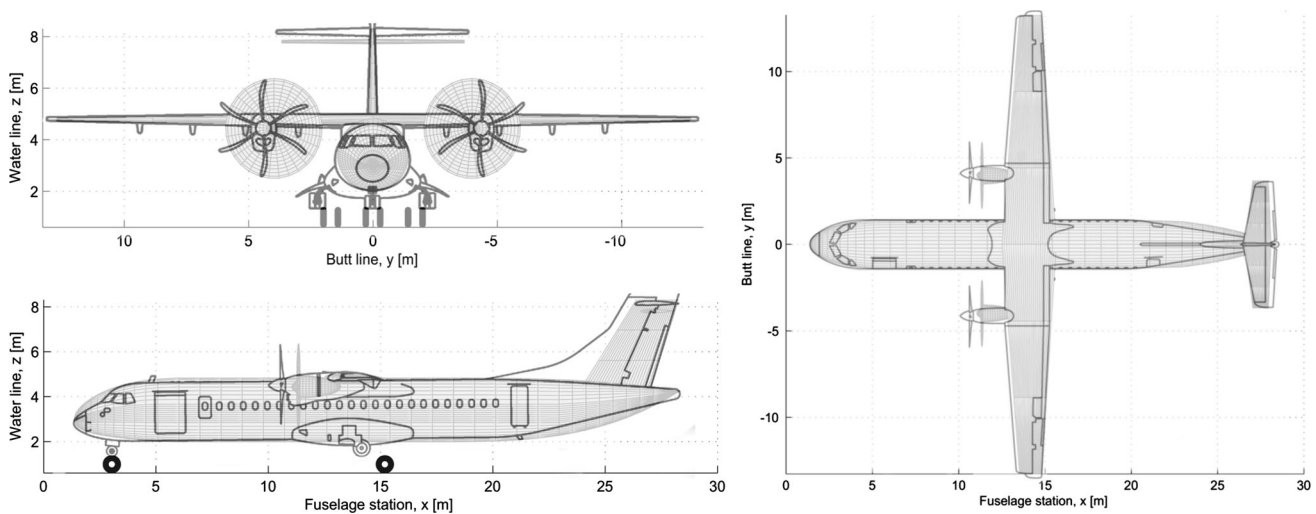 8
6
4
2
Water line, z [m]
10 5 0 -5 -10
Butt line, y [m]
8
6
4
2
Water line, z [m]
0 5 10 15 20 25 30
Fuselage station, x [m]
10
5
0
-5
-10
Butt line, y [m]
0 5 10 15 20 25 30
Fuselage station, x [m]